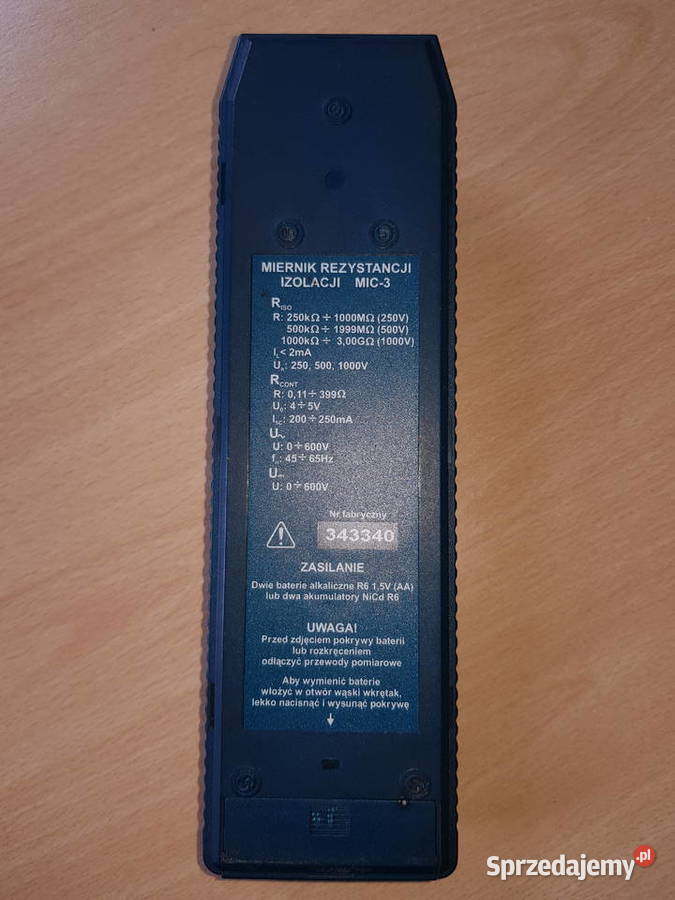 MIERNIK REZYSTANCJI
IZOLACJI MIC-3
RISO
R: 250kΩ ÷ 1000MΩ (250V)
500kΩ ÷ 1999MΩ (500V)
1000kΩ ÷ 3,00GΩ (1000V)
I < 2mA
U: 250, 500, 1000V
RCONT
R: 0,11 ÷ 399Ω
U: 4 ÷ 5V
ISC: 200 ÷ 250mA
U~
U: 0 ÷ 600V
fn: 45 ÷ 65Hz
U
U: 0 ÷ 600V
Nr fabryczny
343340
ZASILANIE
Dwie baterie alkaliczne R6 1,5V (AA)
lub dwa akumulatory NiCd R6
UWAGA!
Przed zdjęciem pokrywy baterii
lub rozkręceniem
odłączyć przewody pomiarowe
Aby wymienić baterie
włożyć w otwór wąski wkrętak,
lekko nacisnąć i wysunąć pokrywę
Sprzedajemy.pl